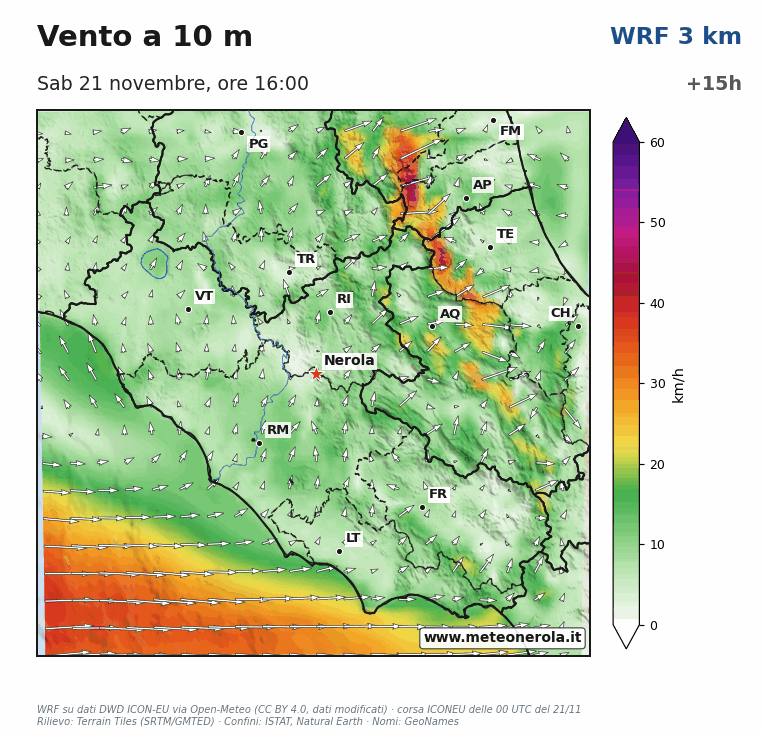 Vento a 10 m
WRF 3 km
Sab 21 novembre, ore 16:00
+15h
FM
PG
AP
TE
TR
VT
RI
AQ
CH
Nerola
RM
FR
LT
www.meteonerola.it
60
50
40
30
20
10
0
km/h
WRF su dati DWD ICON-EU via Open-Meteo (CC BY 4.0, dati modificati) · corsa ICONEU delle 00 UTC del 21/11
Rilievo: Terrain Tiles (SRTM/GMTED) · Confini: ISTAT, Natural Earth · Nomi: GeoNames